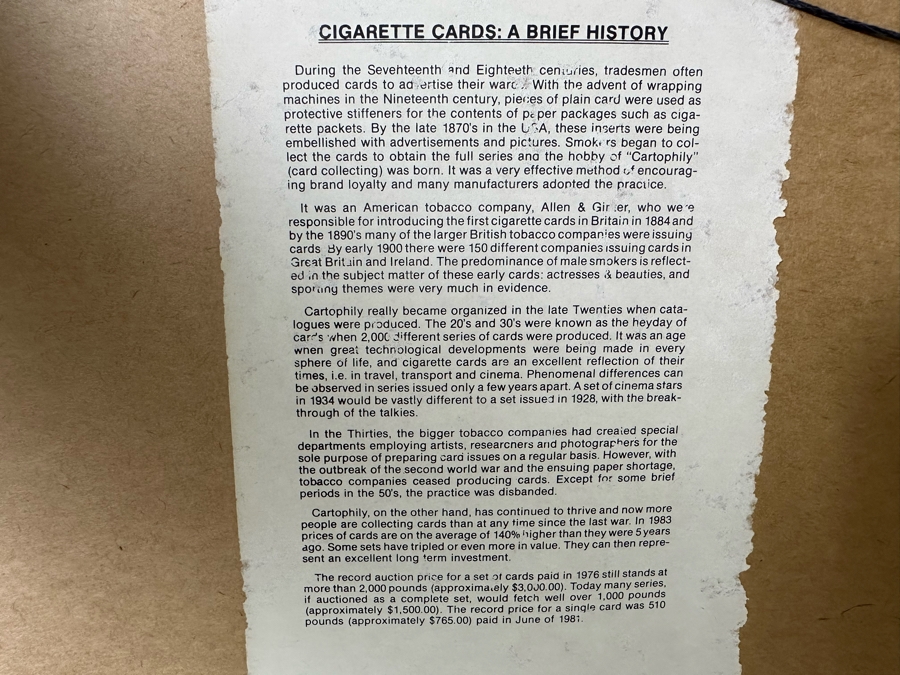 CIGARETTE CARDS: A BRIEF HISTORY
During the Sevehteenth and Eighteeth centuries, tradesmen often
produced cards to advertise their ware. With the advent of wrapping
machines in the Nineteenth century, pieces of plain card were used as
protective stiffeners for the contents of paper packages such as ciga-
rette packets. By the late 1870's in the USA, these inserts were being
embellished with advertisements and pictures. Smokers began to col-
lect the cards to obtain the full series and the hobby of "Cartophily"
(card collecting) was born. It was a very effective method of encourag-
ing brand loyalty and many manufacturers adopted the practice.
It was an American tobacco company, Allen & Ginter, who were
responsible for introducing the first cigarette cards in Britain in 1884 and
by the 1890's many of the larger British tobacco companies were issuing
cards By early 1900 there were 150 different companies issuing cards in
Great Britain and Ireland. The predominance of male smokers is reflect-
ed in the subject matter of these early cards: actresses & beauties, and
sporting themes were very much in evidence.
Cartophily really became organized in the late Twenties when cata-
logues were produced. The 20's and 30's were known as the heyday of
cards when 2,000 different series of cards were produced. It was an age
when great technological developments were being made in every
sphere of life, and cigarette cards are an excellent reflection of their
times, i.e. in travel, transport and cinema. Phenomenal differences can
be observed in series issued only a few years apart. A set of cinema stars
in 1934 would be vastly different to a set issued in 1928, with the break-
through of the talkies.
In the Thirties, the bigger tobacco companies had created special
departments employing artists, researchers and photographers for the
sole purpose of preparing card issues on a regular basis. However, with
the outbreak of the second world war and the ensuing paper shortage,
tobacco companies ceased producing cards. Except for some brief
periods in the 50's, the practice was disbanded.
Cartophily, on the other hand, has continued to thrive and now more
people are collecting cards than at any time since the last war. In 1983
prices of cards are on the average of 140% higher than they were 5 years
ago. Some sets have tripled or even more in value. They can then repre-
sent an excellent long term investment.
The record auction price for a set of cards paid in 1976 still stands at
more than 2,000 pounds (approximately $3,000.00). Today many series,
if auctioned as a complete set, would fetch well over 1,000 pounds
(approximately $1,500.00). The record price for a single card was 510
pounds (approximately $765.00) paid in June of 1981.